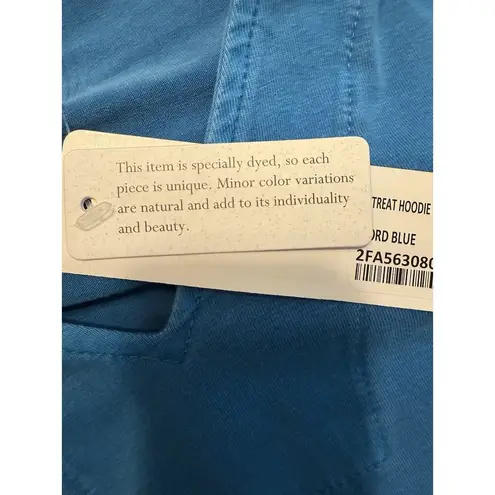 This item is specially dyed, so each
piece is unique. Minor color variations
are natural and add to its individuality
and beauty.
TREAT HOODIE
ORD BLUE
2FA563080